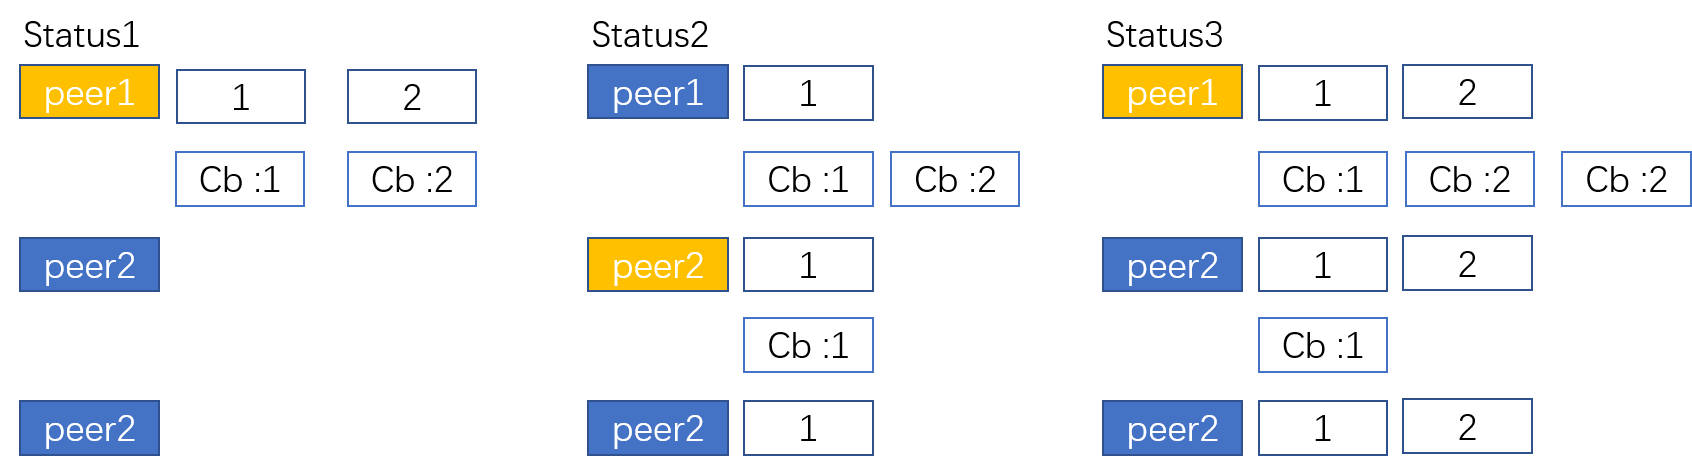 Status1
peer1 1 2
Cb :1 Cb :2
peer2
peer2
Status2
peer1 1
Cb :1 Cb :2
peer2 1
Cb :1
peer2 1
Status3
peer1 1 2
Cb :1 Cb :2 Cb :2
peer2 1 2
Cb :1
peer2 1 2